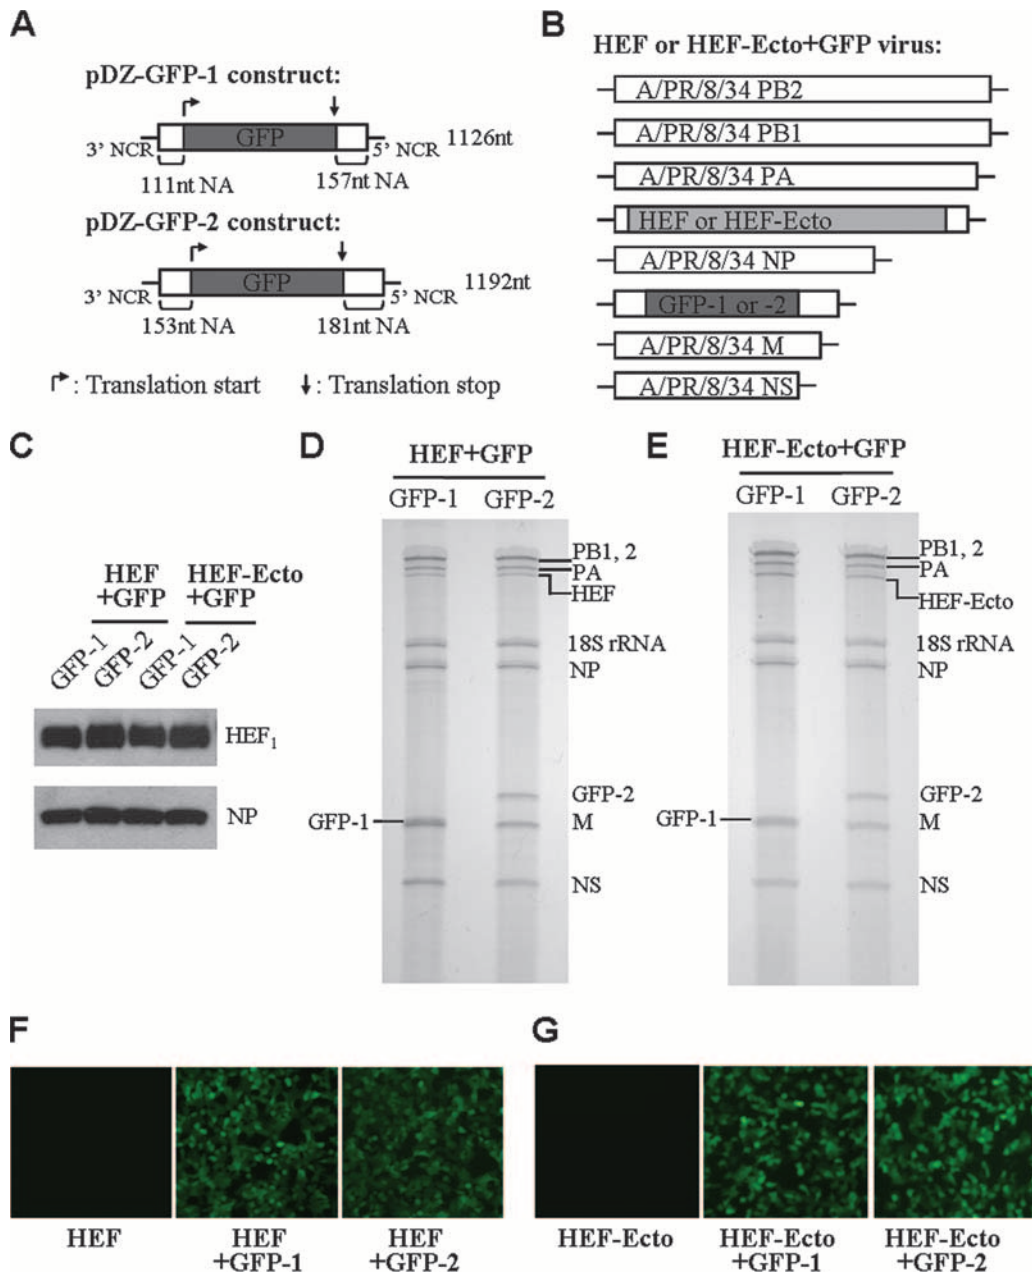 A
pDZ-GFP-1 construct:
GFP
3' NCR
5' NCR
1126nt
111nt NA
157nt NA
pDZ-GFP-2 construct:
GFP
3' NCR
5' NCR
1192nt
153nt NA
181nt NA
: Translation start
: Translation stop
B
HEF or HEF-Ecto+GFP virus:
A/PR/8/34 PB2
A/PR/8/34 PB1
A/PR/8/34 PA
HEF or HEF-Ecto
A/PR/8/34 NP
GFP-1 or -2
A/PR/8/34 M
A/PR/8/34 NS
C
HEF
+GFP
HEF-Ecto
+GFP
GFP-1
GFP-2
GFP-1
GFP-2
HEF1
NP
D
HEF+GFP
GFP-1
GFP-2
PB1, 2
PA
HEF
18S rRNA
NP
GFP-2
GFP-1
M
NS
E
HEF-Ecto+GFP
GFP-1
GFP-2
PB1, 2
PA
HEF-Ecto
18S rRNA
NP
GFP-2
GFP-1
M
NS
F
HEF
HEF
+GFP-1
HEF
+GFP-2
G
HEF-Ecto
HEF-Ecto
+GFP-1
HEF-Ecto
+GFP-2